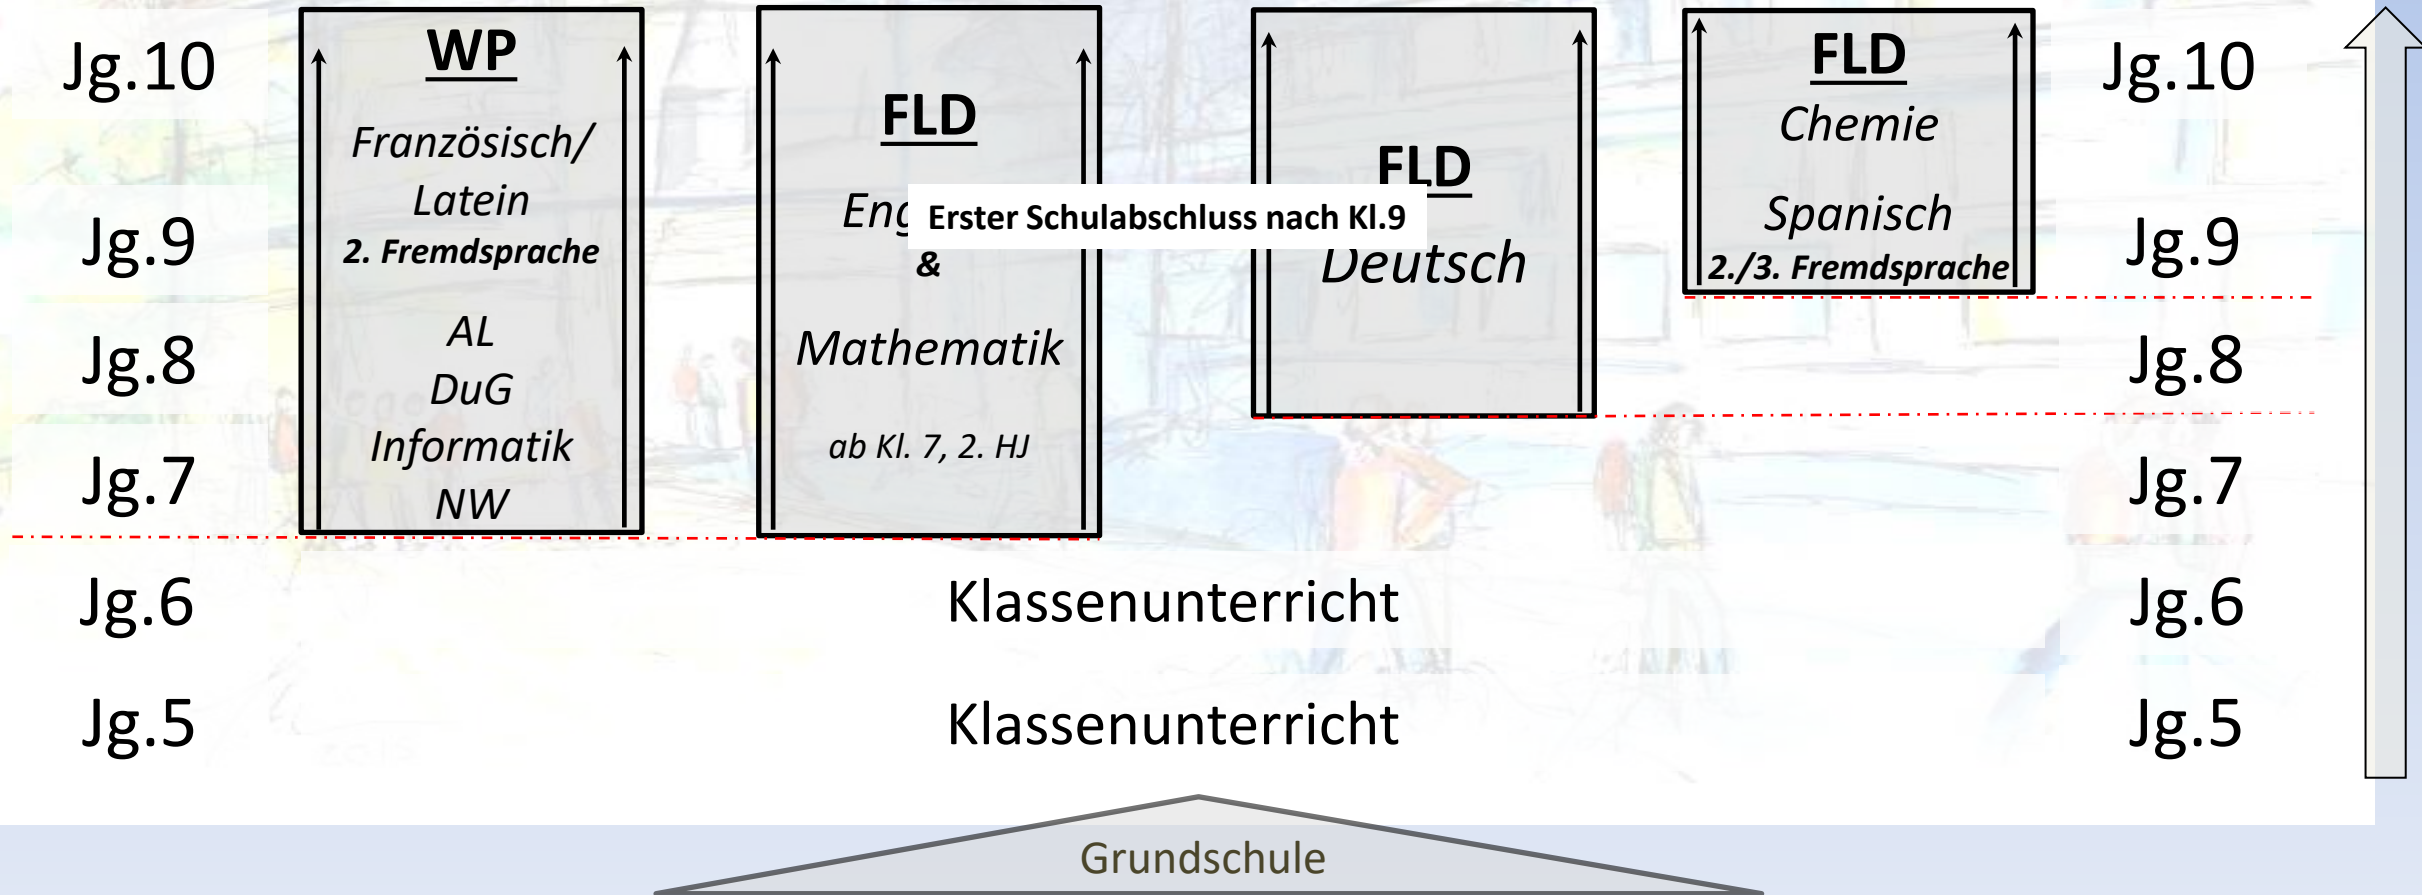 Jg.10
Jg.9
Jg.8
Jg.7
Jg.6
Jg.5
WP
Französisch/
Latein
2. Fremdsprache
AL
DuG
Informatik
NW
FLD
Eng
&
Mathematik
ab Kl. 7, 2. HJ
Erster Schulabschluss nach Kl.9
FLD
Deutsch
FLD
Chemie
Spanisch
2./3. Fremdsprache
Jg.10
Jg.9
Jg.8
Jg.7
Jg.6
Jg.5
Klassenunterricht
Klassenunterricht
Grundschule